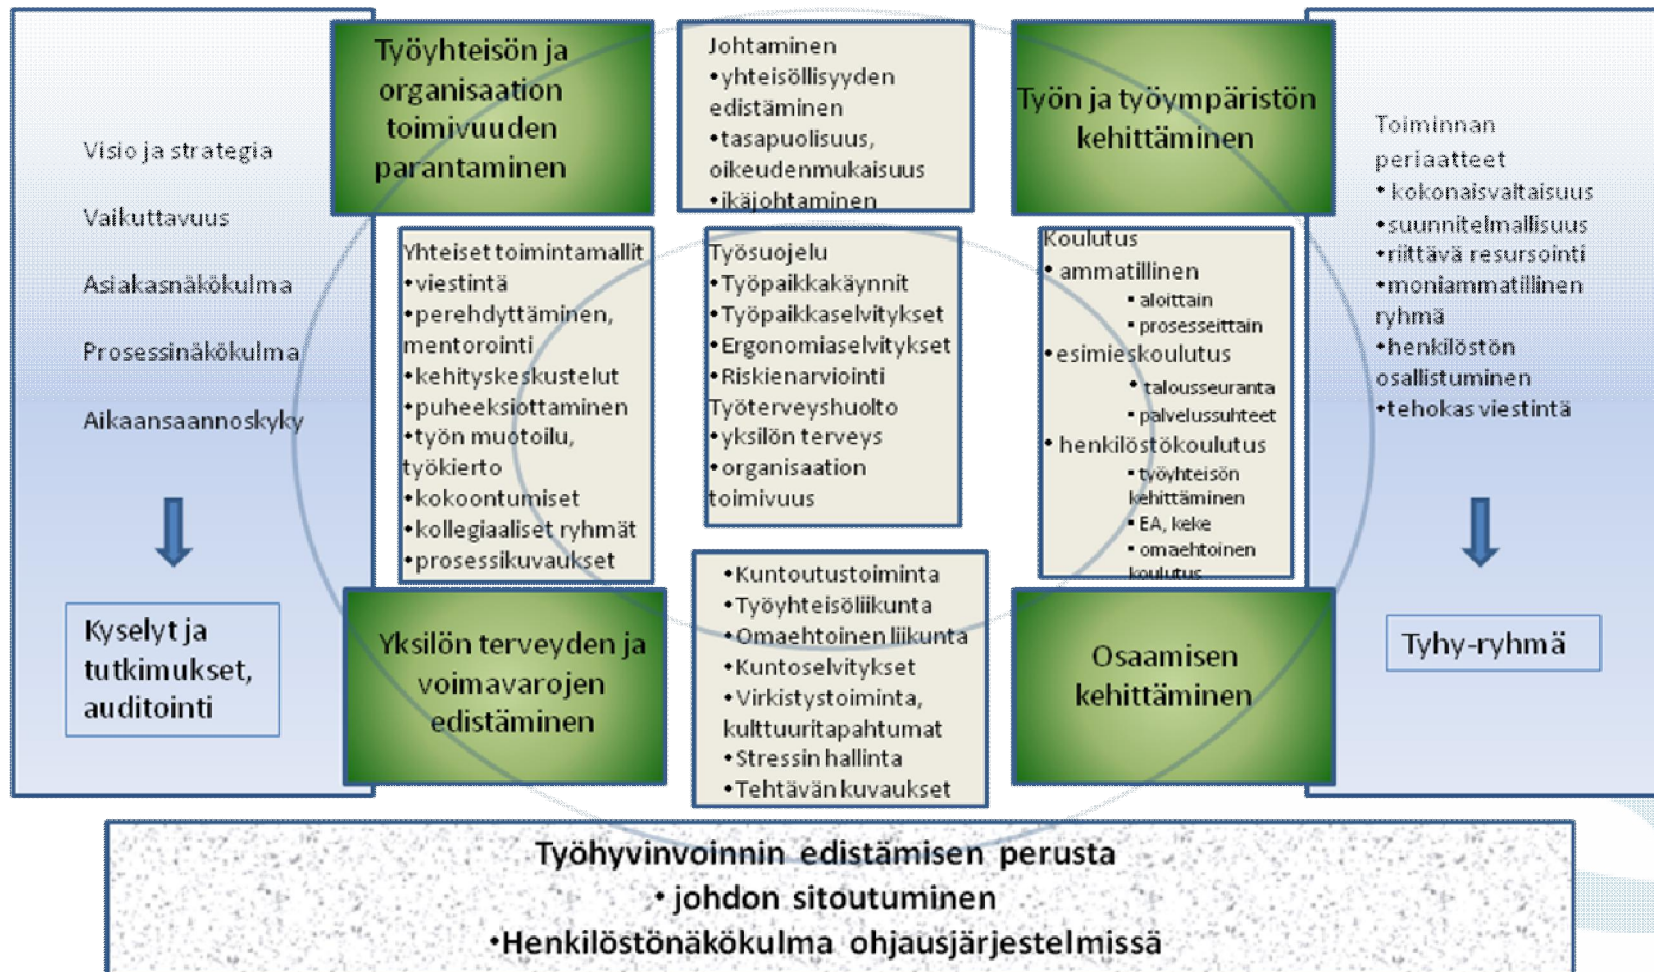 Visio ja strategia
Vaikuttavuus
Asiakasnäkökulma
Prosessinäkökulma
Aikaansaannoskyky
Kyselyt ja
tutkimukset,
auditointi
Työyhteisön ja
organisaation
toimivuuden
parantaminen
Johtaminen
•yhteisöllisyyden
edistäminen
•tasapuolisuus,
oikeudenmukaisuus
•ikäjohtaminen
Työn ja työympäristön
kehittäminen
Yhteiset toimintamallit
•viestintä
•perehdyttäminen,
mentorointi
•kehityskeskustelut
•puheeksiottaminen
•työn muotoilu,
työkierto
•kokoontumiset
•kollegiaaliset ryhmät
•prosessikuvaukset
Työsuojelu
•Työpaikkakäynnit
•Työpaikkaselvitykset
•Ergonomiaselvitykset
•Riskienarviointi
Työterveyshuolto
•yksilön terveys
•organisaation
toimivuus
Koulutus
• ammatillinen
▪ aloittain
▪ prosesseittain
•esimieskoulutus
▪ talousseuranta
▪ palvelussuhteet
• henkilöstökoulutus
▪ työyhteisön
kehittäminen
▪ EA, keke
▪ omaehtoinen
koulutus
Yksilön terveyden ja
voimavarojen
edistäminen
•Kuntoutustoiminta
•Työyhteisöliikunta
•Omaehtoinen liikunta
•Kuntoselvitykset
•Virkistystoiminta,
kulttuuritapahtumat
•Stressin hallinta
•Tehtävän kuvaukset
Osaamisen
kehittäminen
Toiminnan
periaatteet
• kokonaisvaltaisuus
•suunnitelmallisuus
•riittävä resursointi
•moniammatillinen
ryhmä
•henkilöstön
osallistuminen
•tehokas viestintä
Tyhy-ryhmä
Työhyvinvoinnin edistämisen perusta
• johdon sitoutuminen
•Henkilöstönäkökulma ohjausjärjestelmissä